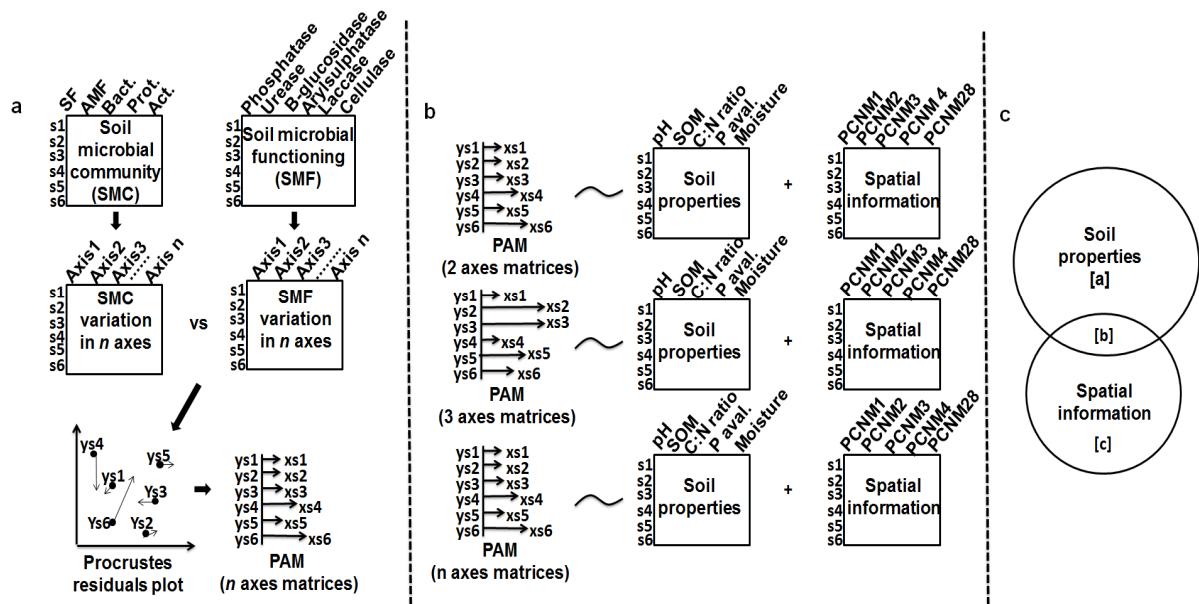 a
SF
AMF
Bact.
Prot.
Act.
s1
s2
s3
s4
s5
s6
Soil
microbial
community
(SMC)
Phosphatase
Urease
B-glucosidase
Arylsulphatase
Laccase
Cellulase
s1
s2
s3
s4
s5
s6
Soil microbial
functioning
(SMF)
Axis1
Axis2
Axis3
......
Axis n
s1
s2
s3
s4
s5
s6
SMC
variation
in n axes
vs
Axis1
Axis2
Axis3
.........
Axis n
s1
s2
s3
s4
s5
s6
SMF
variation
in n axes
ys4
ys1
ys5
Ys3
Ys6
Ys2
Procrustes
residuals plot
ys1 xs1
ys2 xs2
ys3 xs3
ys4 xs4
ys5 xs5
ys6 xs6
PAM
(n axes matrices)
b
ys1 xs1
ys2 xs2
ys3 xs3
ys4 xs4
ys5 xs5
ys6 xs6
PAM
(2 axes matrices)
pH
SOM
C:N ratio
P aval.
Moisture
s1
s2
s3
s4
s5
s6
Soil
properties
+
PCNM1
PCNM2
PCNM3
PCNM 4
PCNM28
s1
s2
s3
s4
s5
s6
Spatial
information
ys1 xs1
ys2 xs2
ys3 xs3
ys4 xs4
ys5 xs5
ys6 xs6
PAM
(3 axes matrices)
pH
SOM
C:N ratio
P aval.
Moisture
s1
s2
s3
s4
s5
s6
Soil
properties
+
PCNM1
PCNM2
PCNM3
PCNM4
PCNM28
s1
s2
s3
s4
s5
s6
Spatial
information
ys1 xs1
ys2 xs2
ys3 xs3
ys4 xs4
ys5 xs5
ys6 xs6
PAM
(n axes matrices)
pH
SOM
C:N ratio
P aval.
Moisture
s1
s2
s3
s4
s5
s6
Soil
properties
+
PCNM1
PCNM2
PCNM3
PCNM4
PCNM28
s1
s2
s3
s4
s5
s6
Spatial
information
c
Soil
properties
[a]
[b]
Spatial
information
[c]